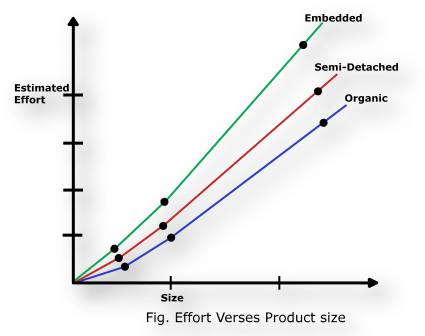 Embedded
Semi-Detached
Estimated
Effort
Organic
Size
Fig. Effort Verses Product size